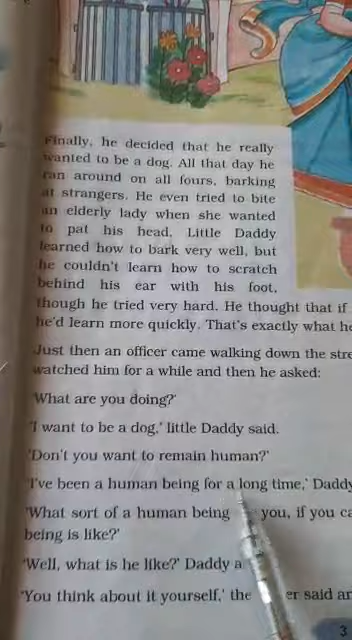 Finally, he decided that he really
wanted to be a dog. All that day he
ran around on all fours, barking
at strangers. He even tried to bite
an elderly lady when she wanted
to pat his head. Little Daddy
learned how to bark very well, but
he couldn't learn how to scratch
behind his ear with his foot,
though he tried very hard. He thought that if
he'd learn more quickly. That's exactly what he
Just then an officer came walking down the
watched him for a while and then he asked:
'What are you doing?'
'I want to be a dog,' little Daddy said.
'Don't you want to remain human?'
'I've been a human being for a long time,' Daddy
'What sort of a human being you, if you
being is like?'
'Well, what is he like?' Daddy
'You think about it yourself,' the said
3